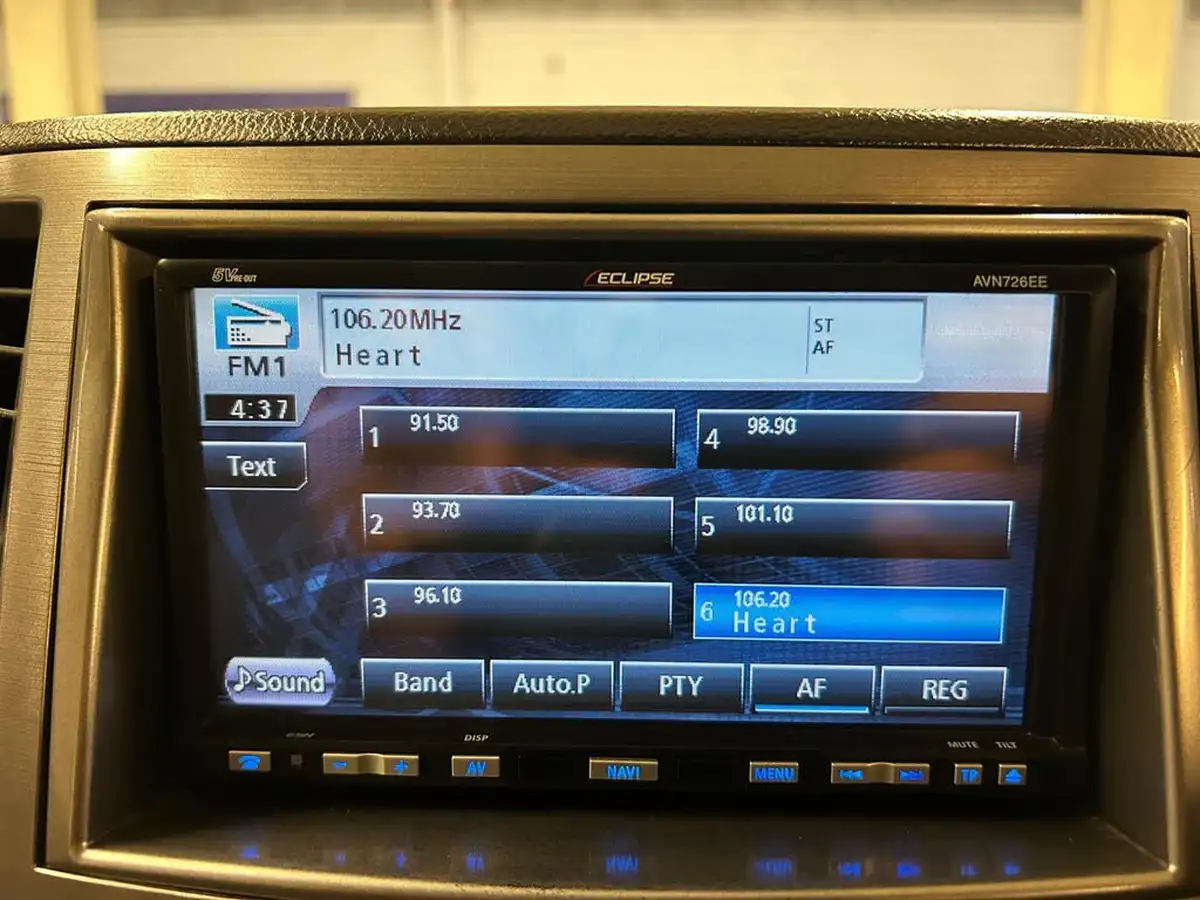 5V PRE-OUT
ECLIPSE
AVN726EE
106.20MHz
Heart
ST
AF
FM1
4:37
Text
1 91.50
4 98.90
2 93.70
5 101.10
3 96.10
6 106.20
Heart
♪Sound
Band
Auto.P
PTY
AF
REG
DISP
MUTE
TILT
- +
AV
NAVI
MENU
TP